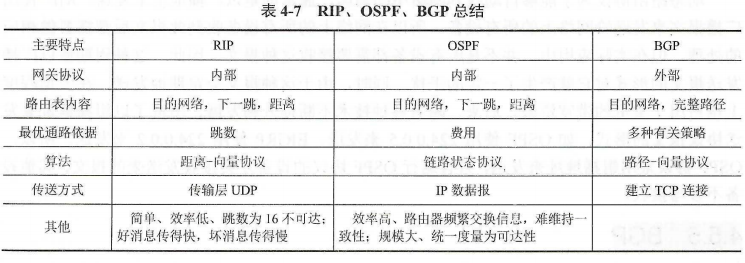 表 4-7 RIP、OSPF、BGP 总结
主要特点 RIP OSPF BGP
网关协议 内部 内部 外部
路由表内容 目的网络，下一跳，距离 目的网络，下一跳，距离 目的网络，完整路径
最优通路依据 跳数 费用 多种有关策略
算法 距离-向量协议 链路状态协议 路径-向量协议
传送方式 传输层 UDP IP 数据报 建立 TCP 连接
其他 简单、效率低、跳数为 16 不可达；好消息传得快，坏消息传得慢 效率高、路由器频繁交换信息，难维持一致性；规模大、统一度量为可达性